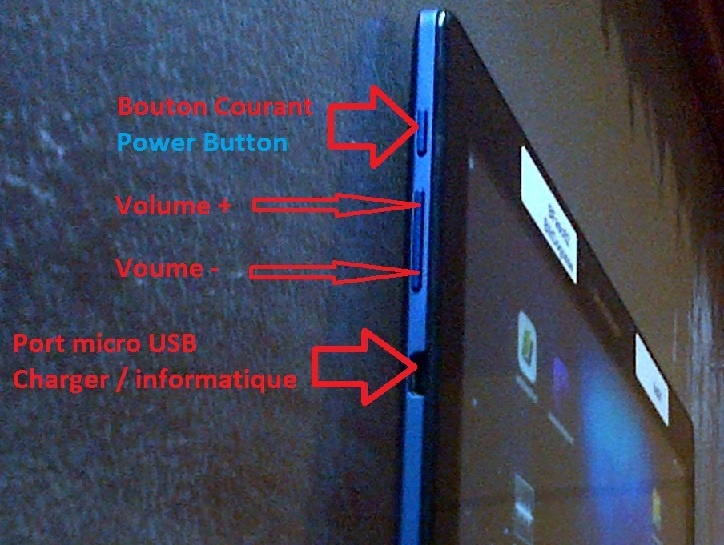 Bouton Courant
Power Button
Volume +
Voume -
Port micro USB
Charger / informatique